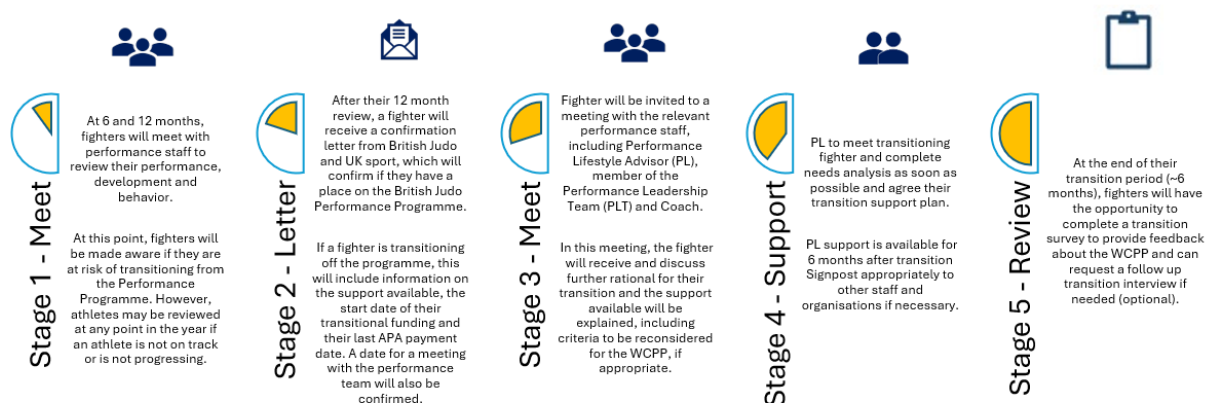 Stage 1 - Meet
At 6 and 12 months,
fighters will meet with
performance staff to
review their performance,
development and
behavior.
At this point, fighters will
be made aware if they are
at risk of transitioning from
the Performance
Programme. However,
athletes may be reviewed
at any point in the year if
an athlete is not on track
or is not progressing.
Stage 2 - Letter
After their 12 month
review, a fighter will
receive a confirmation
letter from British Judo
and UK sport, which will
confirm if they have a
place on the British Judo
Performance Programme.
If a fighter is transitioning
off the programme, this
will include information on
the support available, the
start date of their
transitional funding and
their last APA payment
date. A date for a meeting
with the performance
team will also be
confirmed.
Stage 3 - Meet
Fighter will be invited to a
meeting with the relevant
performance staff,
including Performance
Lifestyle Advisor (PL),
member of the
Performance Leadership
Team (PLT) and Coach.
In this meeting, the fighter
will receive and discuss
further rational for their
transition and the support
available will be
explained, including
criteria to be reconsidered
for the WCPP, if
appropriate.
Stage 4 - Support
PL to meet transitioning
fighter and complete
needs analysis as soon as
possible and agree their
transition support plan.
PL support is available for
6 months after transition
Signpost appropriately to
other staff and
organisations if necessary.
Stage 5 - Review
At the end of their
transition period (~6
months), fighters will have
the opportunity to
complete a transition
survey to provide feedback
about the WCPP and can
request a follow up
transition interview if
needed (optional).